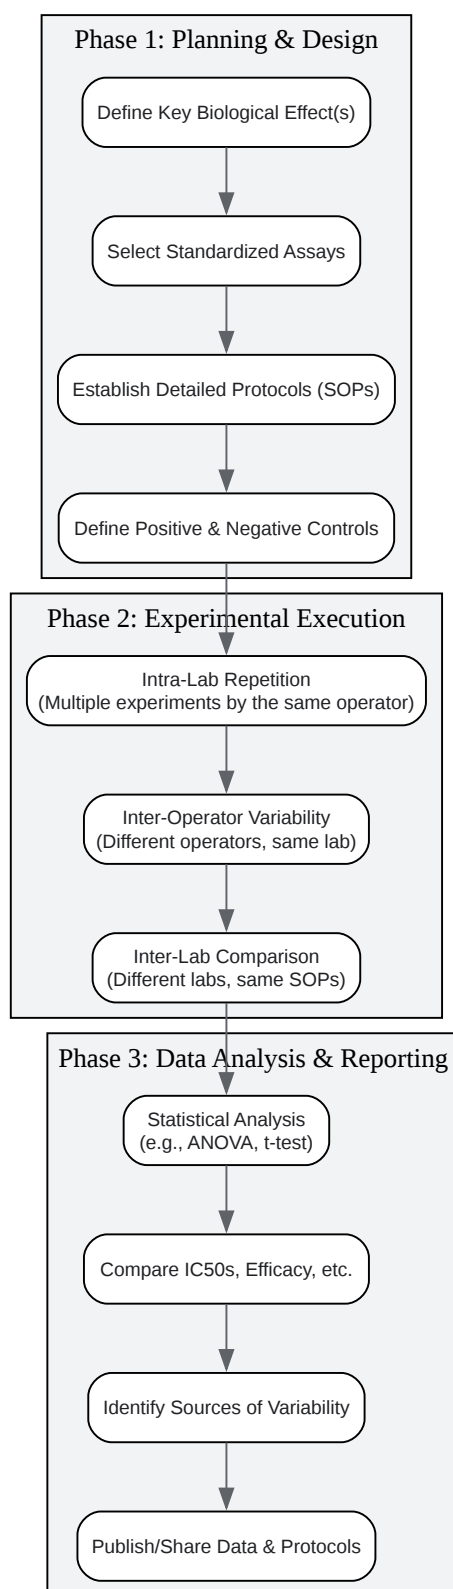 Phase 1: Planning & Design
Define Key Biological Effect(s)
Select Standardized Assays
Establish Detailed Protocols (SOPs)
Define Positive & Negative Controls
Phase 2: Experimental Execution
Intra-Lab Repetition
(Multiple experiments by the same operator)
Inter-Operator Variability
(Different operators, same lab)
Inter-Lab Comparison
(Different labs, same SOPs)
Phase 3: Data Analysis & Reporting
Statistical Analysis
(e.g., ANOVA, t-test)
Compare IC50s, Efficacy, etc.
Identify Sources of Variability
Publish/Share Data & Protocols